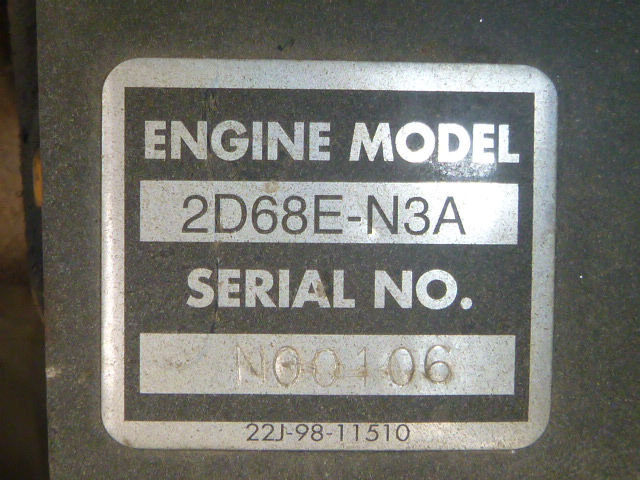 ENGINE MODEL
2D68E-N3A
SERIAL NO.
N00106
22J-98-11510